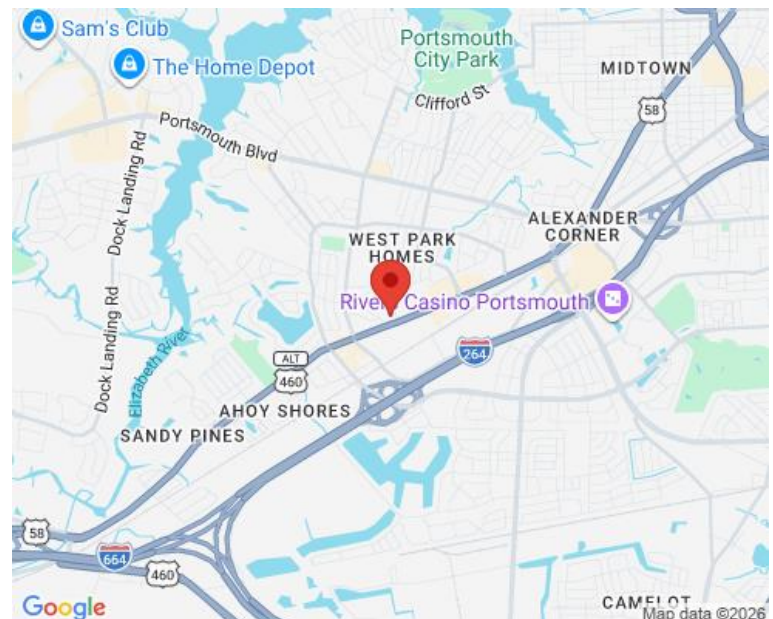 Sam's Club
The Home Depot
Portsmouth
City Park
MIDTOWN
Clifford St
58
Portsmouth Blvd
Dock Landing Rd
ALEXANDER
CORNER
WEST PARK
HOMES
Rivers Casino Portsmouth
Dock Landing Rd
Elizabeth River
264
ALT
460
AHOY SHORES
SANDY PINES
58
664
460
CAMELOT
Google
Map data ©2026